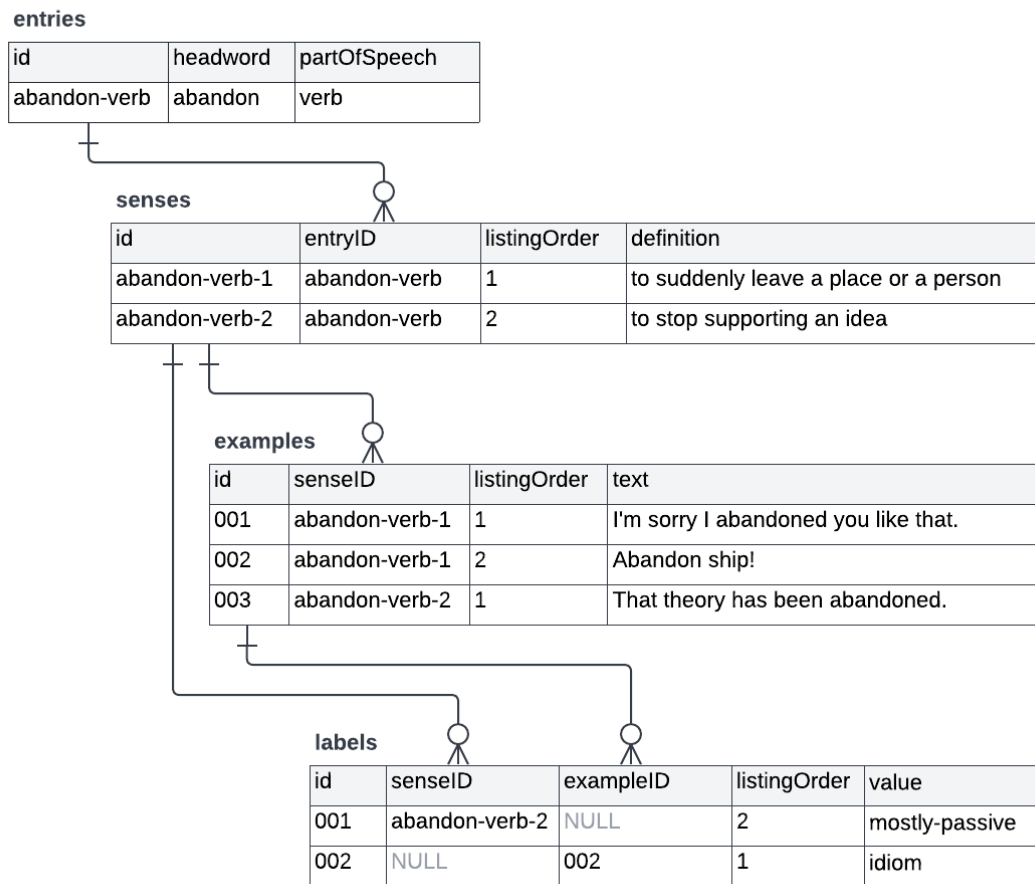 entries
id headword partOfSpeech
abandon-verb abandon verb
senses
id entryID listingOrder definition
abandon-verb-1 abandon-verb 1 to suddenly leave a place or a person
abandon-verb-2 abandon-verb 2 to stop supporting an idea
examples
id senseID listingOrder text
001 abandon-verb-1 1 I'm sorry I abandoned you like that.
002 abandon-verb-1 2 Abandon ship!
003 abandon-verb-2 1 That theory has been abandoned.
labels
id senseID exampleID listingOrder value
001 abandon-verb-2 NULL 2 mostly-passive
002 NULL 002 1 idiom